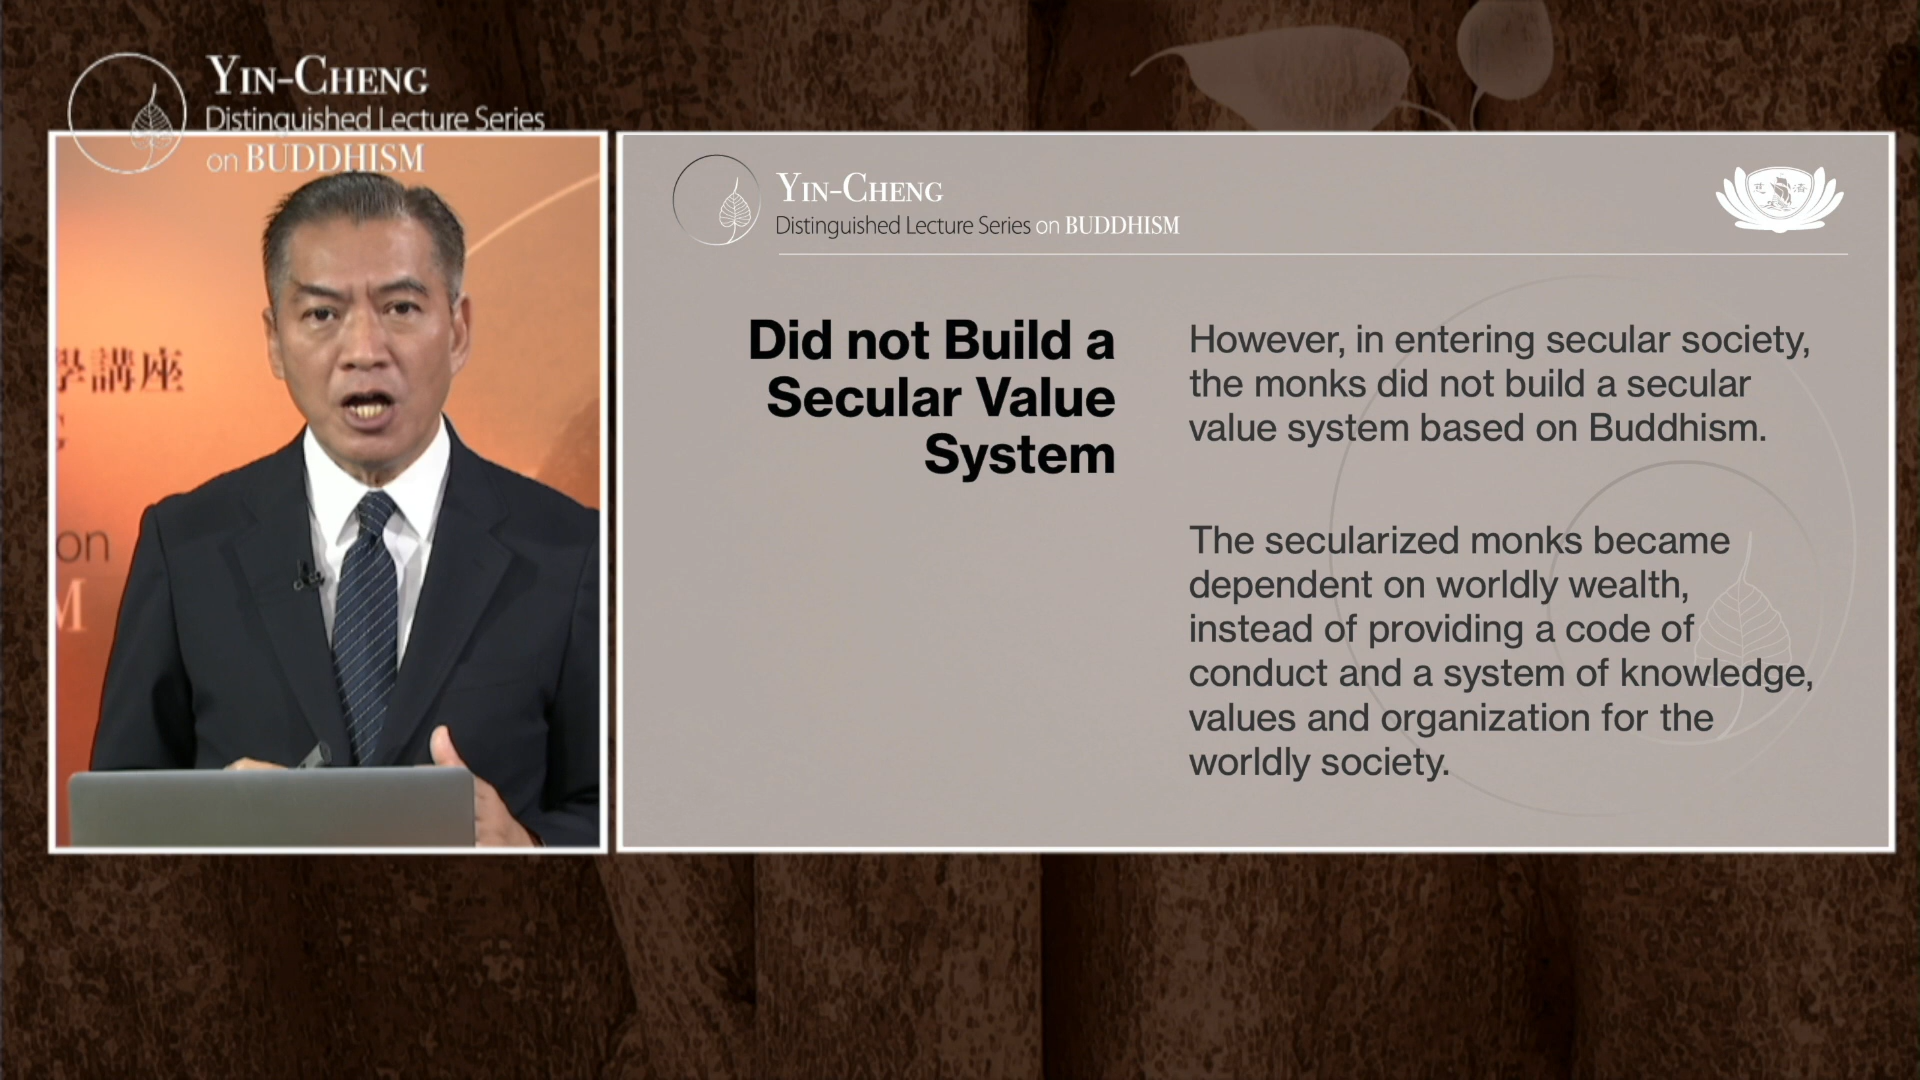 YIN-CHENG
Distinguished Lecture Series
on BUDDHISM
學講座
on
M
YIN-CHENG
Distinguished Lecture Series on BUDDHISM
慈濟
Did not Build a
Secular Value
System
However, in entering secular society,
the monks did not build a secular
value system based on Buddhism.
The secularized monks became
dependent on worldly wealth,
instead of providing a code of
conduct and a system of knowledge,
values and organization for the
worldly society.